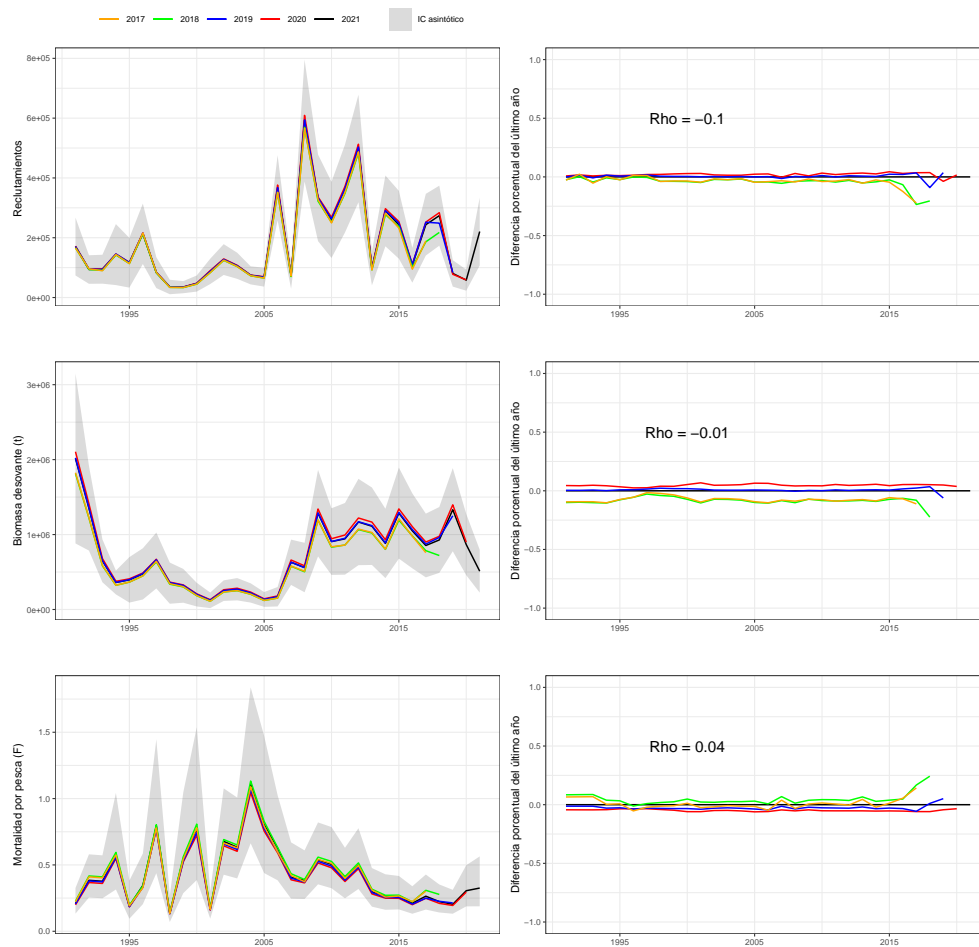 2017 2018 2019 2020 2021 IC asintótico
Reclutamientos
8e+05
6e+05
4e+05
2e+05
0e+00
1995 2005 2015
Diferencia porcentual del último año
1.0
0.5
0.0
−0.5
−1.0
Rho = −0.1
1995 2005 2015
Biomasa desovante (t)
3e+06
2e+06
1e+06
0e+00
1995 2005 2015
Diferencia porcentual del último año
1.0
0.5
0.0
−0.5
−1.0
Rho = −0.01
1995 2005 2015
Mortalidad por pesca (F)
1.5
1.0
0.5
0.0
1995 2005 2015
Diferencia porcentual del último año
1.0
0.5
0.0
−0.5
−1.0
Rho = 0.04
1995 2005 2015